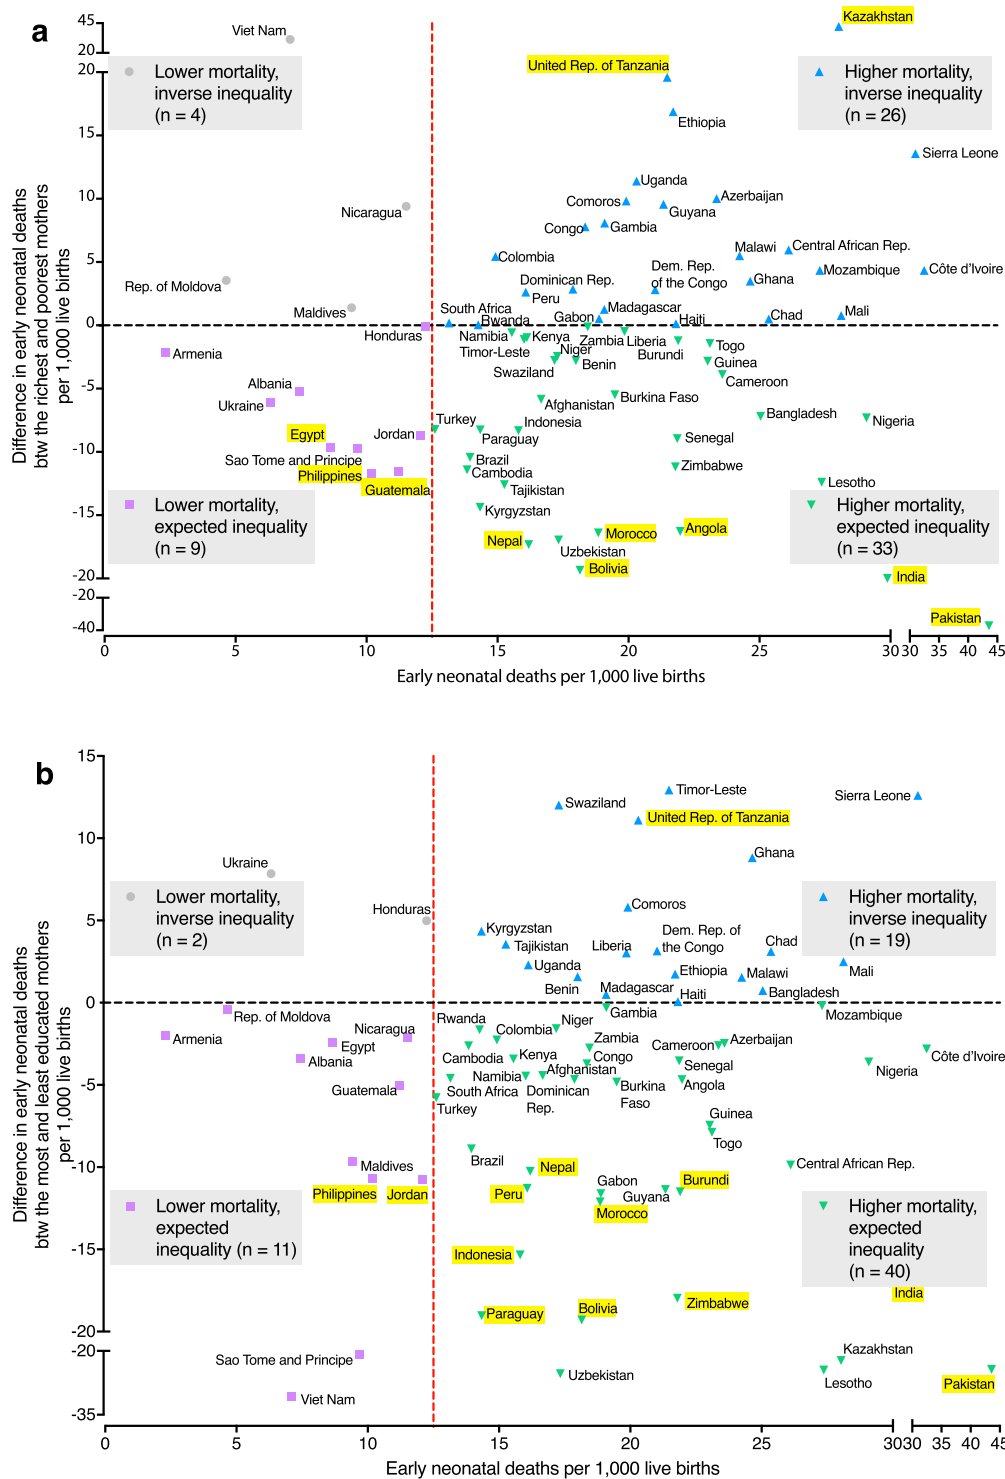 a
45
20
20
15
10
5
0
-5
-10
-15
-20
-20
-40
Difference in early neonatal deaths
btw the richest and poorest mothers
per 1,000 live births
Viet Nam
Kazakhstan
Lower mortality,
inverse inequality
(n = 4)
United Rep. of Tanzania
Higher mortality,
inverse inequality
(n = 26)
Ethiopia
Sierra Leone
Uganda
Comoros
Azerbaijan
Nicaragua
Guyana
Congo
Gambia
Malawi
Central African Rep.
Colombia
Dem. Rep.
of the Congo
Mozambique
Côte d’Ivoire
Rep. of Moldova
Dominican Rep.
Ghana
Peru
Maldives
South Africa
Madagascar
Rwanda
Gabon
Haiti
Chad
Mali
Honduras
Namibia
Kenya
Zambia
Liberia
Togo
Armenia
Timor-Leste
Niger
Burundi
Swaziland
Benin
Guinea
Cameroon
Albania
Ukraine
Afghanistan
Burkina Faso
Egypt
Jordan
Turkey
Indonesia
Bangladesh
Nigeria
Paraguay
Senegal
Sao Tome and Principe
Brazil
Philippines
Cambodia
Zimbabwe
Guatemala
Tajikistan
Lesotho
Lower mortality,
expected inequality
(n = 9)
Kyrgyzstan
Higher mortality,
expected inequality
(n = 33)
Nepal
Morocco
Angola
Uzbekistan
Bolivia
India
Pakistan
0
5
10
15
20
25
30
30
35
40
45
Early neonatal deaths per 1,000 live births
b
15
10
5
0
-5
-10
-15
-20
-20
-35
Difference in early neonatal deaths
btw the most and least educated mothers
per 1,000 live births
Timor-Leste
Swaziland
Sierra Leone
United Rep. of Tanzania
Ukraine
Ghana
Lower mortality,
inverse inequality
(n = 2)
Honduras
Comoros
Higher mortality,
inverse inequality
(n = 19)
Kyrgyzstan
Dem. Rep. of
the Congo
Tajikistan
Liberia
Chad
Uganda
Ethiopia
Malawi
Mali
Benin
Madagascar
Haiti
Bangladesh
Rep. of Moldova
Rwanda
Gambia
Mozambique
Armenia
Nicaragua
Colombia
Niger
Egypt
Zambia
Cameroon
Azerbaijan
Albania
Cambodia
Kenya
Congo
Côte d’Ivoire
Senegal
Nigeria
Guatemala
Namibia
Afghanistan
Angola
South Africa
Dominican
Rep.
Burkina
Faso
Turkey
Guinea
Togo
Brazil
Maldives
Nepal
Central African Rep.
Philippines
Jordan
Peru
Gabon
Guyana
Burundi
Morocco
Lower mortality,
expected
inequality (n = 11)
Higher mortality,
expected
inequality
(n = 40)
Indonesia
India
Paraguay
Bolivia
Zimbabwe
Sao Tome and Principe
Kazakhstan
Uzbekistan
Lesotho
Pakistan
Viet Nam
0
5
10
15
20
25
30
30
35
40
45
Early neonatal deaths per 1,000 live births